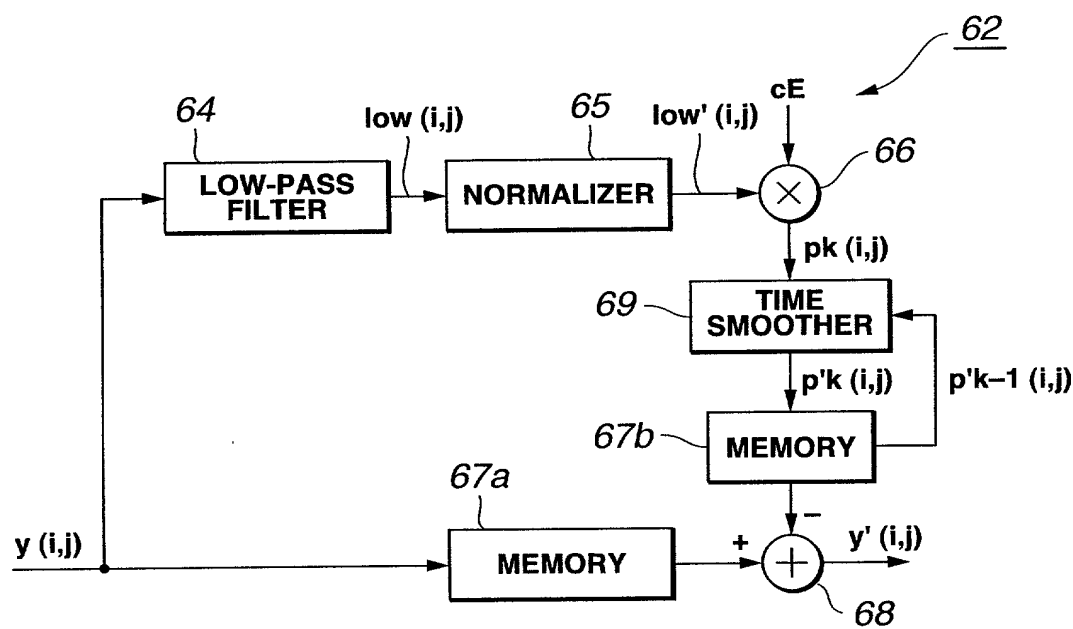 62
cE
64
low (i,j)
65
low' (i,j)
66
LOW-PASS
FILTER
NORMALIZER
×
pk (i,j)
69
TIME
SMOOTHER
p'k (i,j)
p'k–1 (i,j)
67b
MEMORY
67a
–
y (i,j)
MEMORY
+
+
y' (i,j)
68